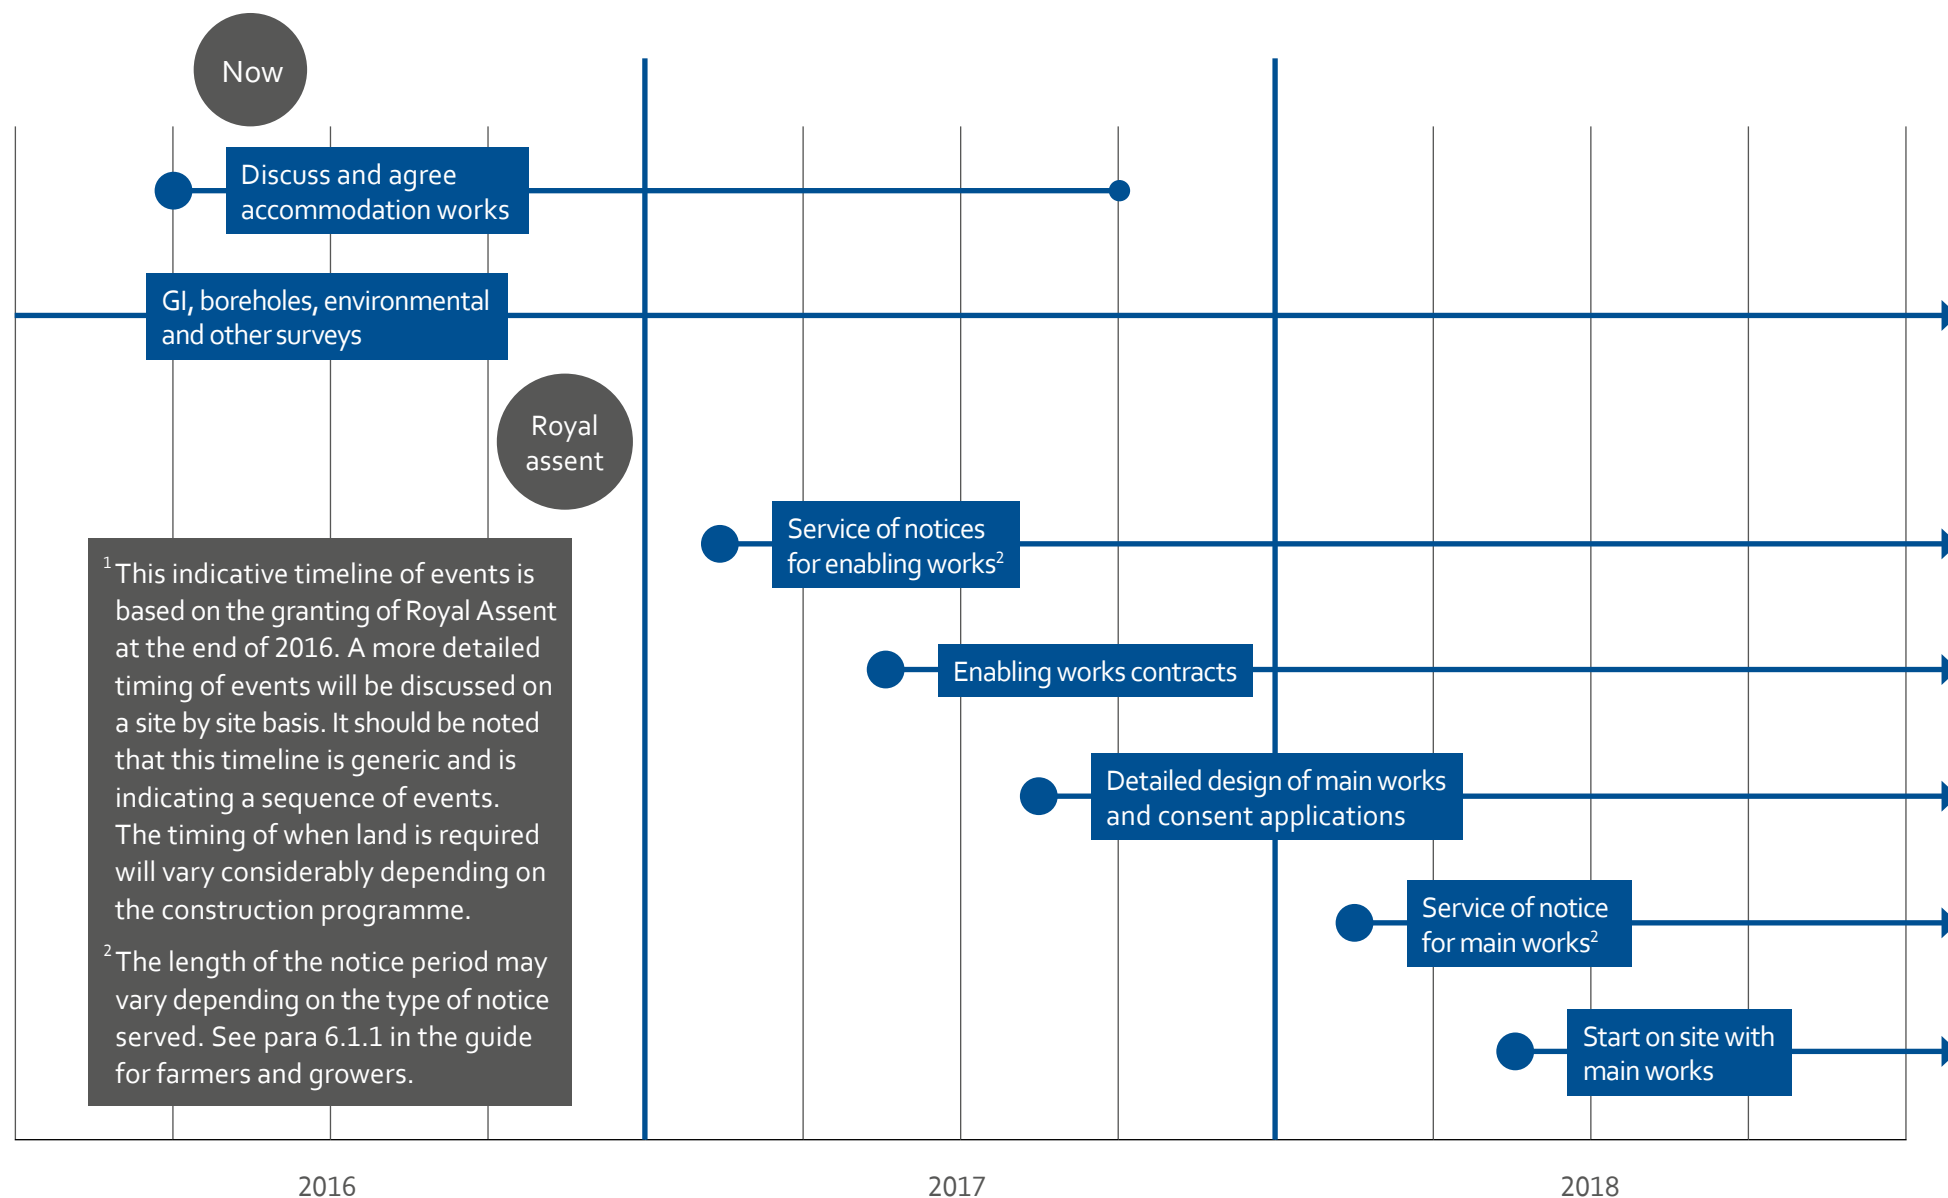 Now
Discuss and agree
accommodation works
GI, boreholes, environmental
and other surveys
Royal
assent
Service of notices
for enabling works²
¹ This indicative timeline of events is
based on the granting of Royal Assent
at the end of 2016. A more detailed
timing of events will be discussed on
a site by site basis. It should be noted
that this timeline is generic and is
indicating a sequence of events.
The timing of when land is required
will vary considerably depending on
the construction programme.
² The length of the notice period may
vary depending on the type of notice
served. See para 6.1.1 in the guide
for farmers and growers.
Enabling works contracts
Detailed design of main works
and consent applications
Service of notice
for main works²
Start on site with
main works
2016
2017
2018